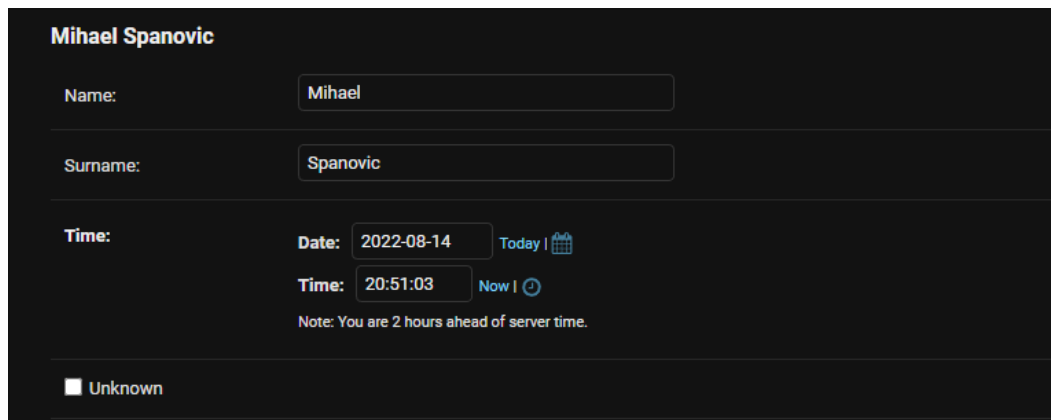 Mihael Spanovic
Name: Mihael
Surname: Spanovic
Time: Date: 2022-08-14 Today |
Time: 20:51:03 Now |
Note: You are 2 hours ahead of server time.
Unknown